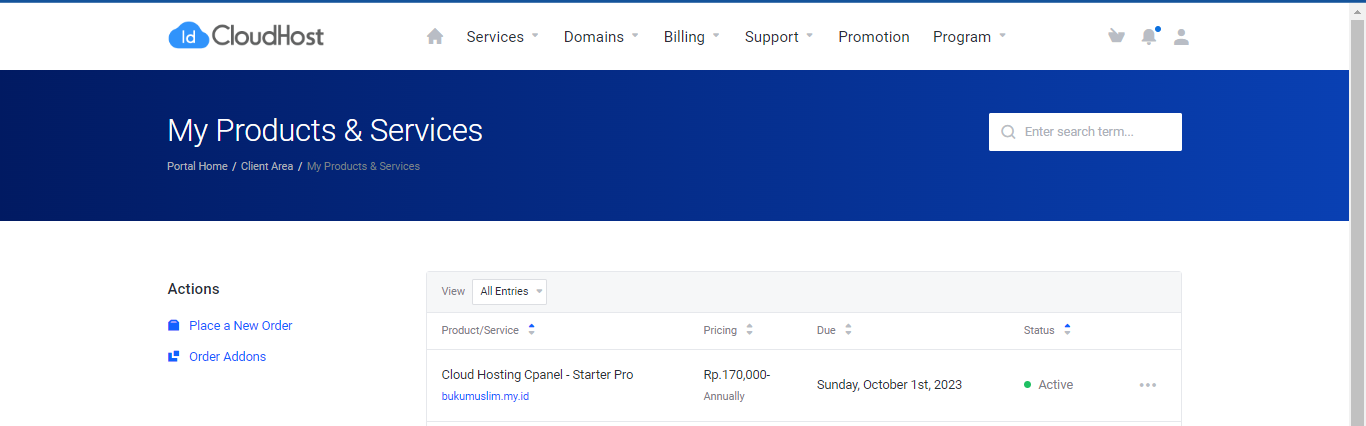 Id CloudHost
Services Domains Billing Support Promotion Program
My Products & Services
Enter search term...
Portal Home / Client Area / My Products & Services
Actions
Place a New Order
Order Addons
View All Entries
Product/Service Pricing Due Status
Cloud Hosting Cpanel - Starter Pro Rp.170,000- Sunday, October 1st, 2023 Active
bukumuslim.my.id Annually